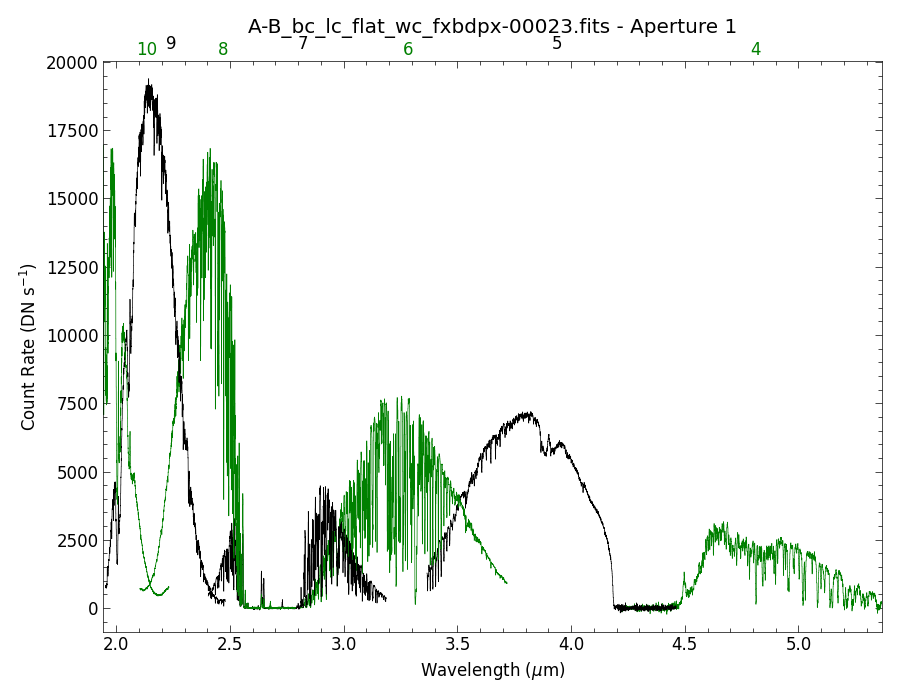 A-B_bc_lc_flat_wc_fxbdpx-00023.fits - Aperture 1
10 9 8 7 6 5 4
20000
17500
15000
12500
10000
7500
5000
2500
0
Count Rate (DN s⁻¹)
2.0 2.5 3.0 3.5 4.0 4.5 5.0
Wavelength (μm)